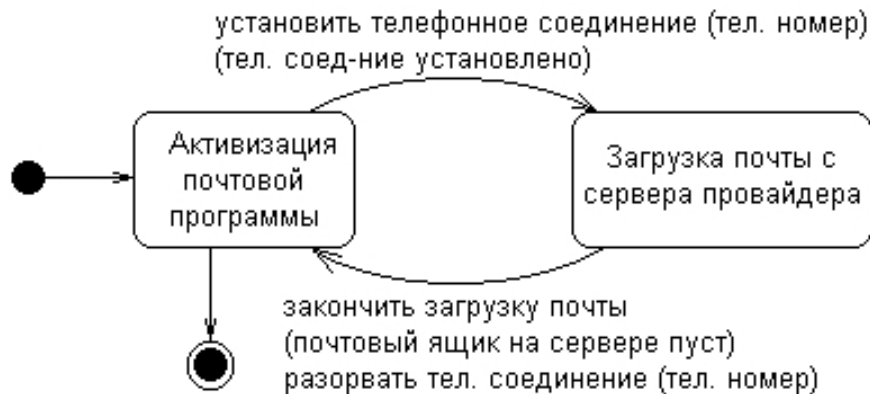 установить телефонное соединение (тел. номер)
(тел. соед-ние установлено)
Активизация
почтовой
программы
Загрузка почты с
сервера провайдера
закончить загрузку почты
(почтовый ящик на сервере пуст)
разорвать тел. соединение (тел. номер)